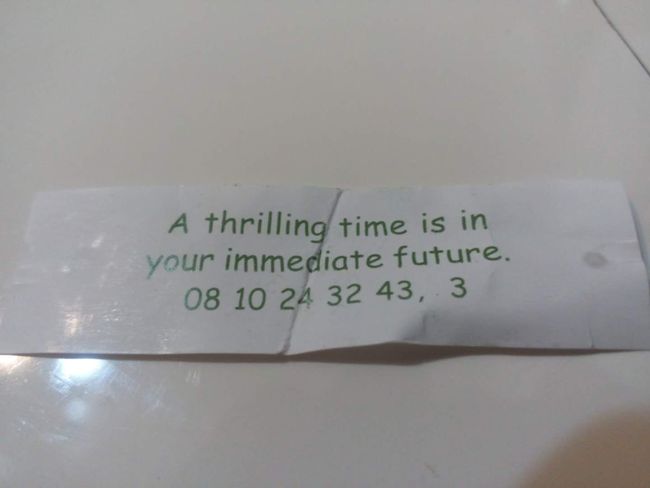 A thrilling time is in
your immediate future.
08 10 24 32 43, 3